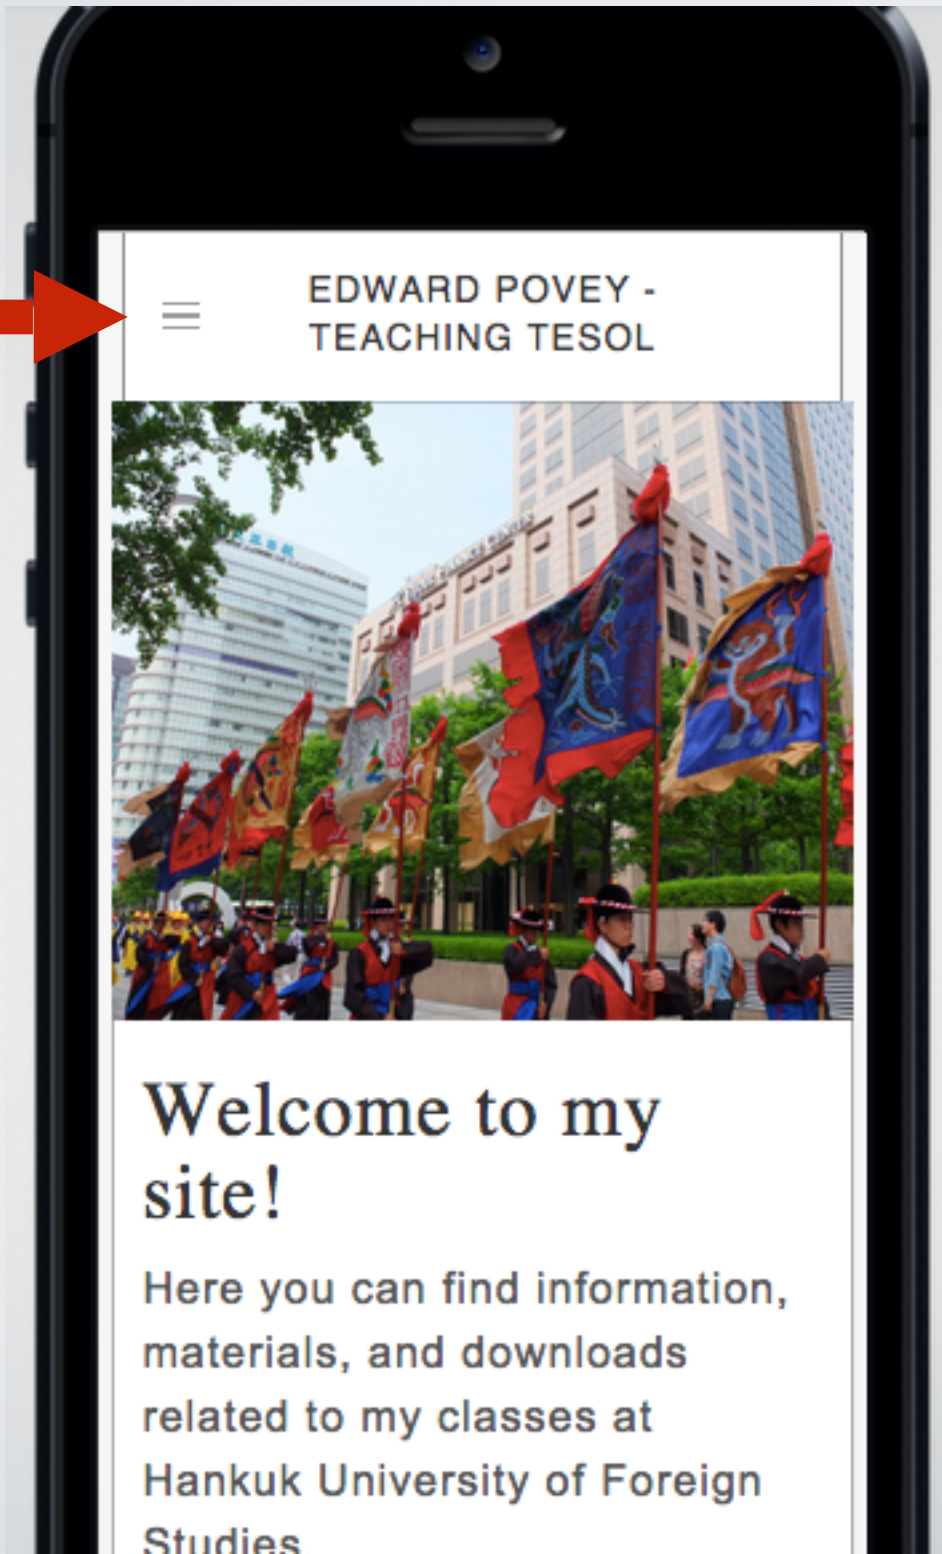 EDWARD POVEY -
TEACHING TESOL
Welcome to my
site!
Here you can find information,
materials, and downloads
related to my classes at
Hankuk University of Foreign
Studies.